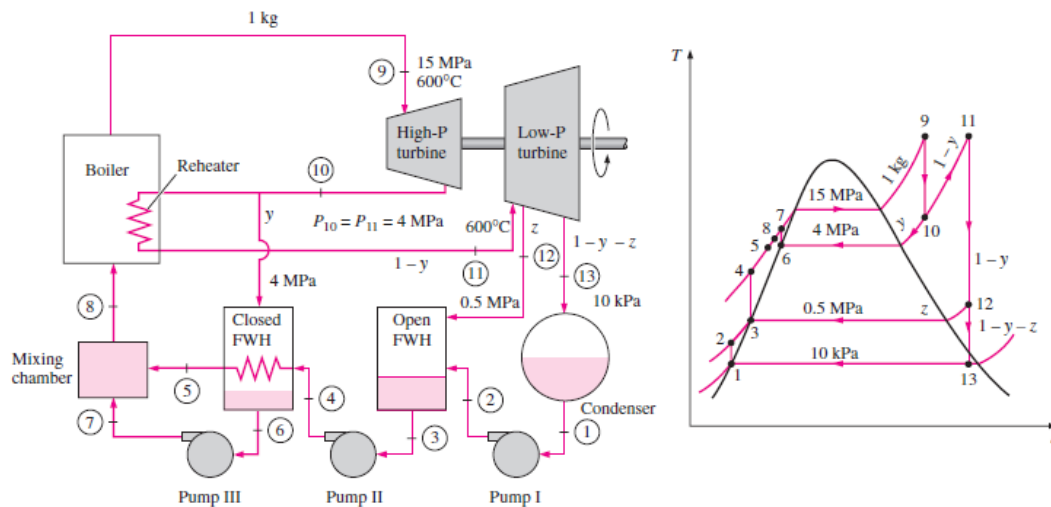 1 kg
9
15 MPa
600°C
High-P
turbine
Low-P
turbine
Boiler
Reheater
10
y
P10 = P11 = 4 MPa
600°C
z
12
1 – y – z
1 – y
11
13
4 MPa
0.5 MPa
10 kPa
8
Closed
FWH
Open
FWH
Mixing
chamber
5
4
2
Condenser
7
6
3
1
Pump III
Pump II
Pump I
T
9
11
1 kg
1 – y
15 MPa
7
8
5
y
10
4 MPa
6
4
1 – y
12
0.5 MPa
z
2
3
1 – y – z
10 kPa
1
13